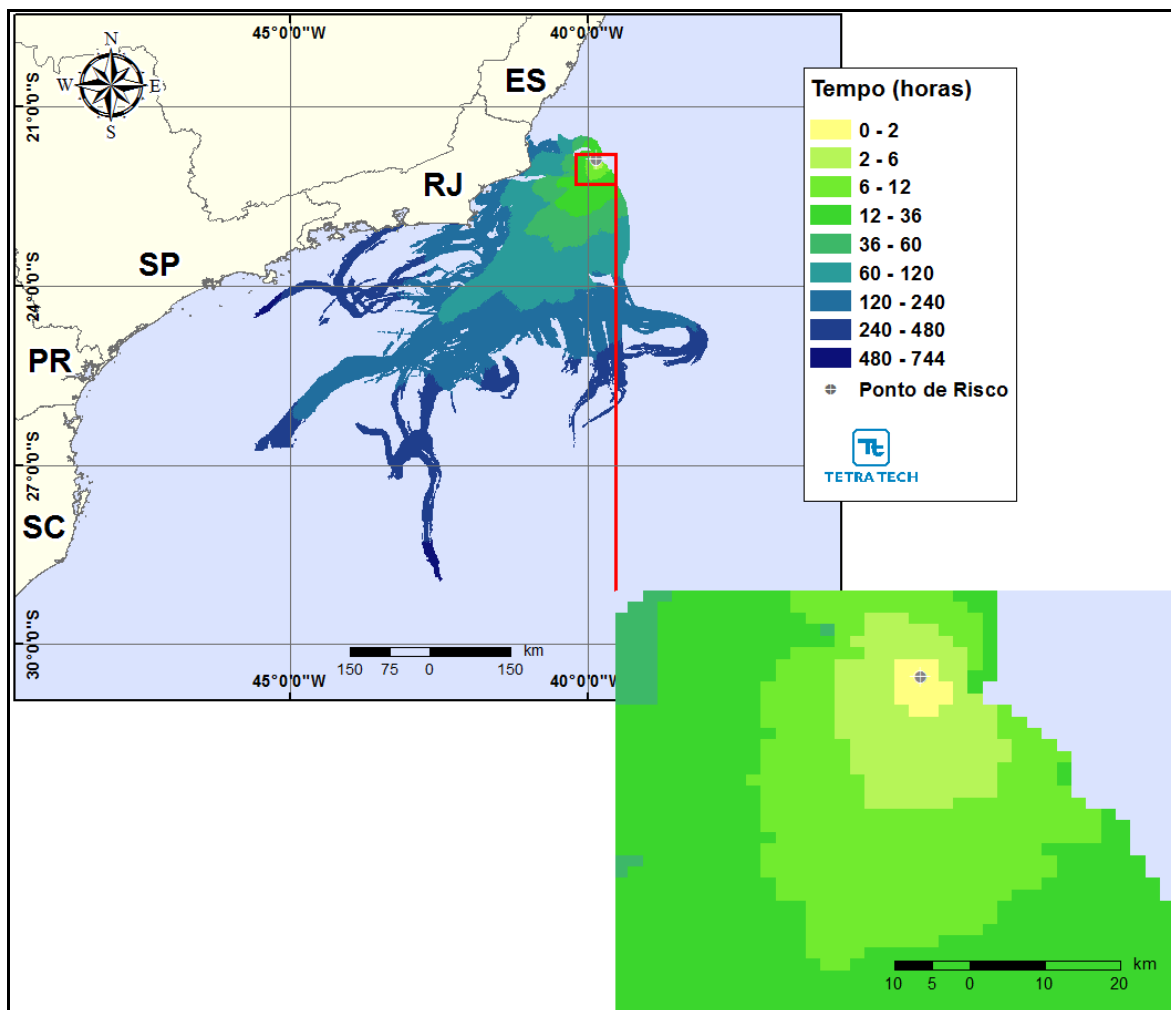 45°0'0"W 40°0'0"W
N
W E
S
ES
21°0'0"S
RJ
SP
24°0'0"S
PR
27°0'0"S
SC
30°0'0"S
150 75 0 150 km
45°0'0"W 40°0'0"W
Tempo (horas)
0 - 2
2 - 6
6 - 12
12 - 36
36 - 60
60 - 120
120 - 240
240 - 480
480 - 744
Ponto de Risco
Tt
TETRA TECH
km
10 5 0 10 20